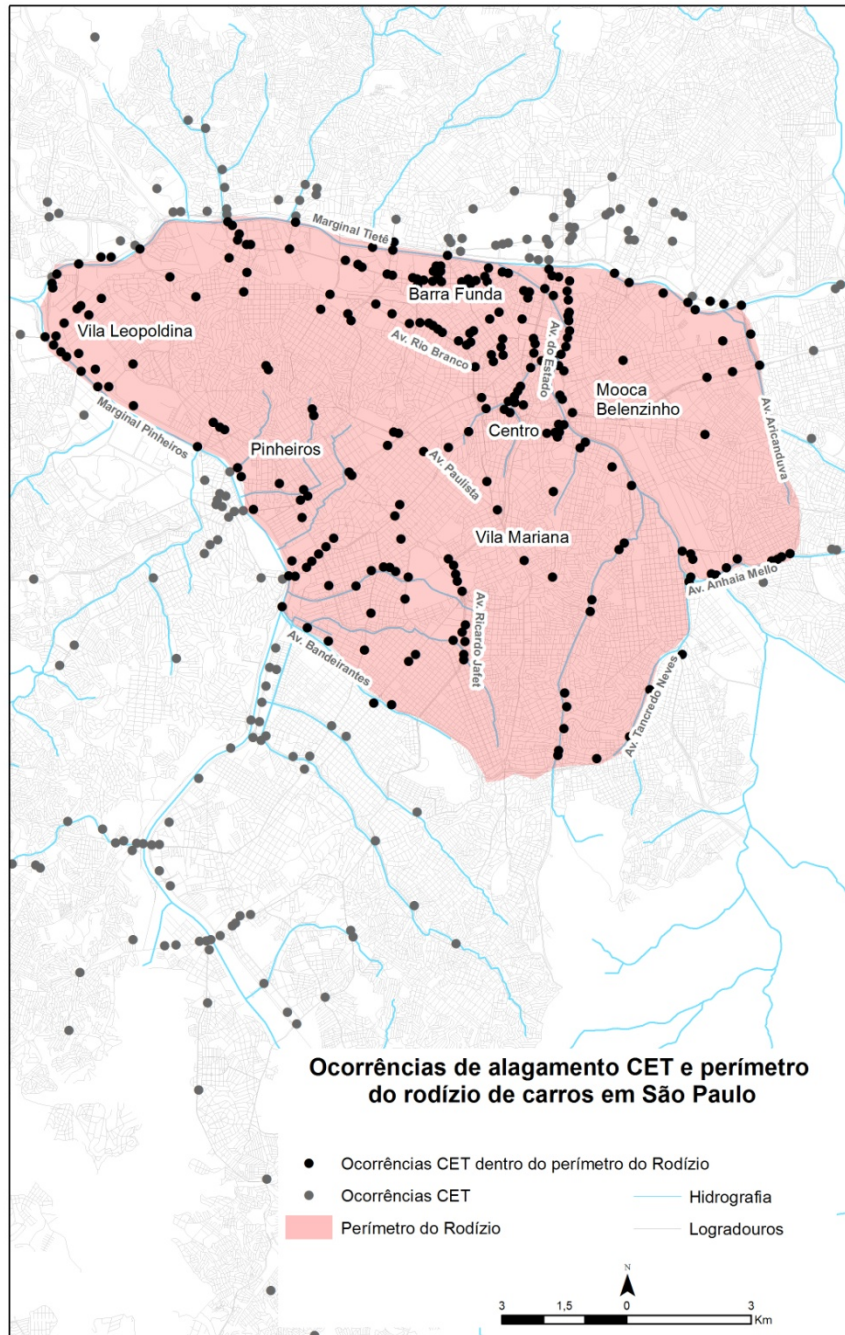 Marginal Tietê
Barra Funda
Vila Leopoldina
Av. Rio Branco
Av. do Estado
Mooca
Belenzinho
Marginal Pinheiros
Centro
Av. Aricanduva
Pinheiros
Av. Paulista
Vila Mariana
Av. Anhaia Mello
Av. Ricardo Jafet
Av. Bandeirantes
Av. Tancredo Neves
Ocorrências de alagamento CET e perímetro
do rodízio de carros em São Paulo
Ocorrências CET dentro do perímetro do Rodízio
Ocorrências CET
Hidrografia
Perímetro do Rodízio
Logradouros
N
3 1,5 0 3
Km